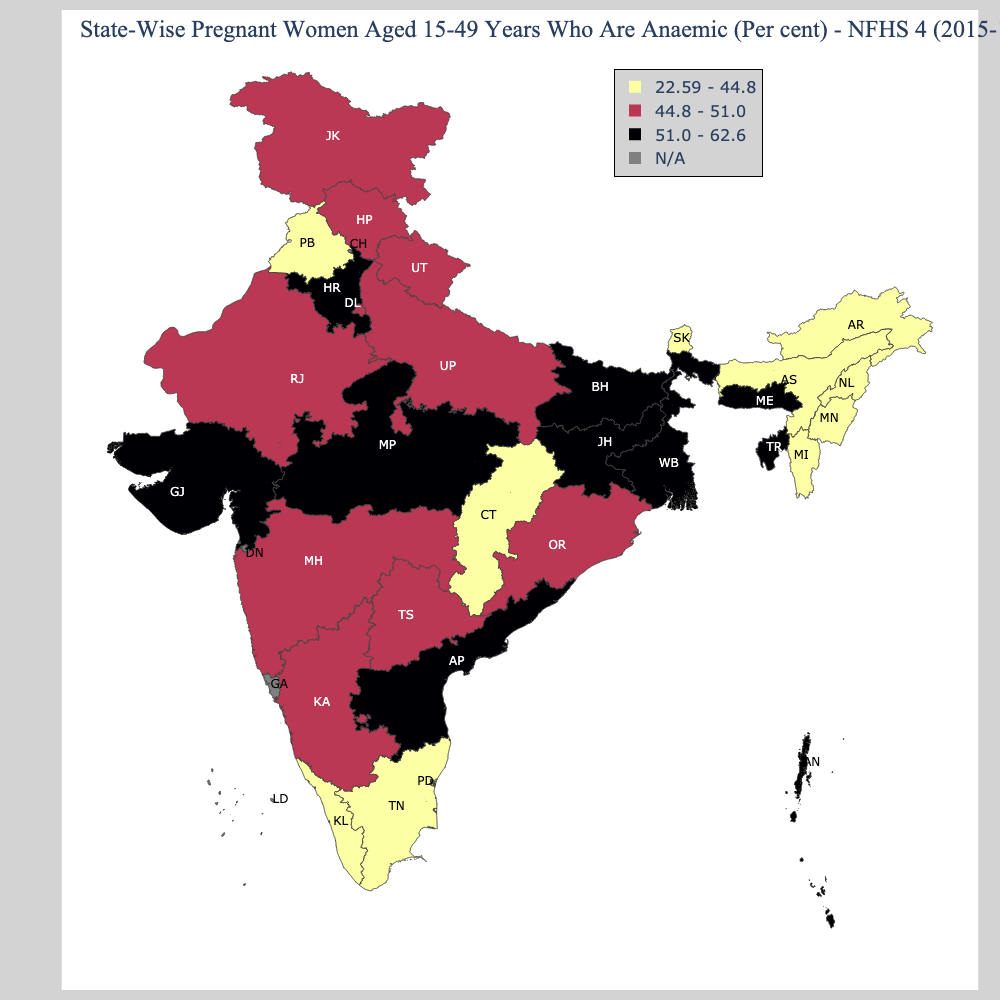 State-Wise Pregnant Women Aged 15-49 Years Who Are Anaemic (Per cent) - NFHS 4 (2015-
22.59 - 44.8
44.8 - 51.0
51.0 - 62.6
N/A
JK
HP
PB
CH
UT
HR
DL
AR
SK
UP
RJ
AS
NL
BH
ME
MN
MP
JH
TR
MI
WB
GJ
CT
OR
DN
MH
TS
AP
GA
KA
AN
PD
LD
TN
KL